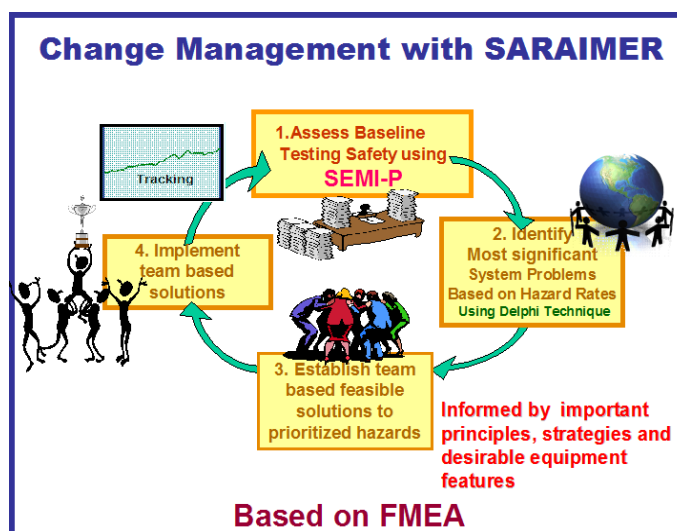 Change Management with SARAIMER
1.Assess Baseline
Testing Safety using
SEMI-P
Tracking
2. Identify
Most significant
System Problems
Based on Hazard Rates
Using Delphi Technique
4. Implement
team based
solutions
3. Establish team
based feasible
solutions to
prioritized hazards
Informed by important
principles, strategies and
desirable equipment
features
Based on FMEA